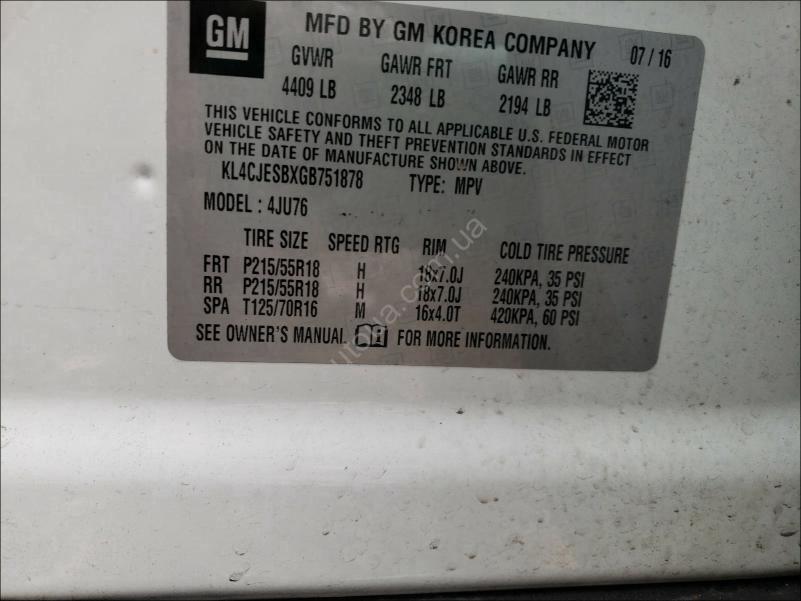 GM
MFD BY GM KOREA COMPANY 07/16
GVWR GAWR FRT GAWR RR
4409 LB 2348 LB 2194 LB
THIS VEHICLE CONFORMS TO ALL APPLICABLE U.S. FEDERAL MOTOR
VEHICLE SAFETY AND THEFT PREVENTION STANDARDS IN EFFECT
ON THE DATE OF MANUFACTURE SHOWN ABOVE.
KL4CJESBXGB751878 TYPE: MPV
MODEL : 4JU76
TIRE SIZE SPEED RTG RIM COLD TIRE PRESSURE
FRT P215/55R18 H 18x7.0J 240KPA, 35 PSI
RR P215/55R18 H 18x7.0J 240KPA, 35 PSI
SPA T125/70R16 M 16x4.0T 420KPA, 60 PSI
SEE OWNER'S MANUAL. FOR MORE INFORMATION.